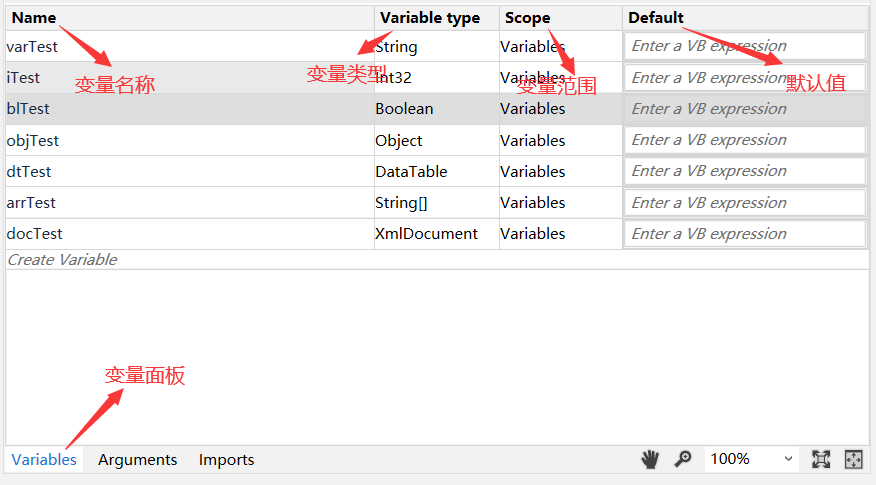 Name Variable type Scope Default
varTest String Variables Enter a VB expression
变量类型
iTest Int32 Variables Enter a VB expression
变量名称 变量范围 默认值
blTest Boolean Variables Enter a VB expression
objTest Object Variables Enter a VB expression
dtTest DataTable Variables Enter a VB expression
arrTest String[] Variables Enter a VB expression
docTest XmlDocument Variables Enter a VB expression
Create Variable
变量面板
Variables Arguments Imports 100%